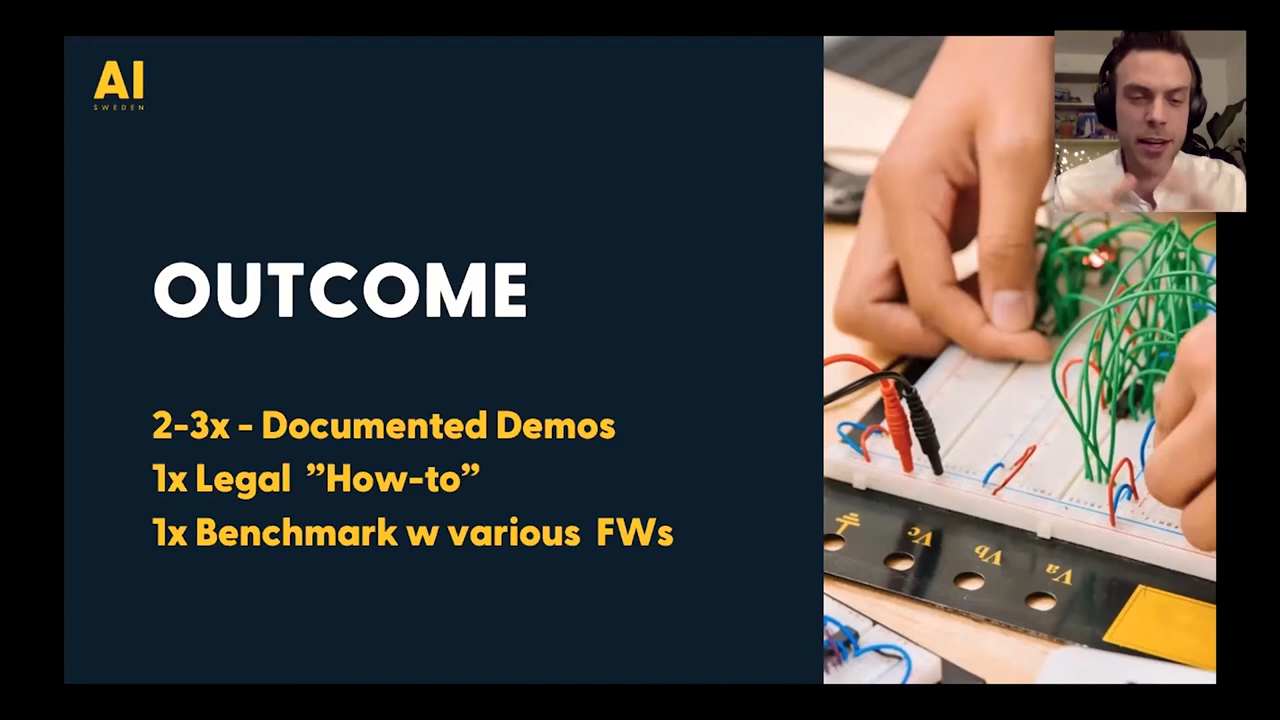 AI
SWEDEN
OUTCOME
2-3x - Documented Demos
1x Legal ”How-to”
1x Benchmark w various FWs
Vc
Vb
Va